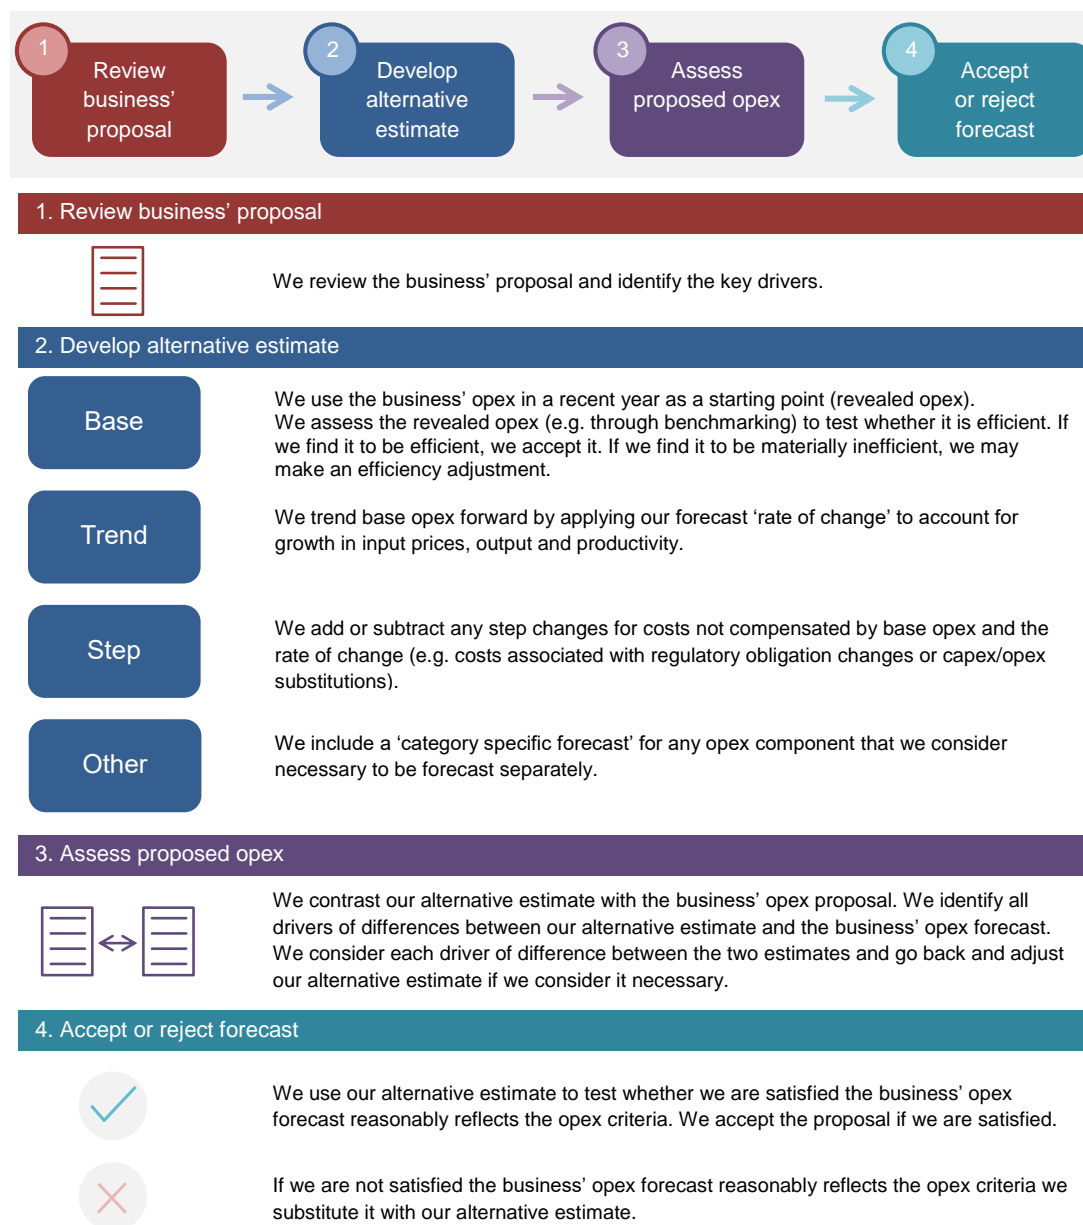 1
Review
business’
proposal
2
Develop
alternative
estimate
3
Assess
proposed opex
4
Accept
or reject
forecast
1. Review business’ proposal
We review the business’ proposal and identify the key drivers.
2. Develop alternative estimate
Base
We use the business’ opex in a recent year as a starting point (revealed opex).
We assess the revealed opex (e.g. through benchmarking) to test whether it is efficient. If
we find it to be efficient, we accept it. If we find it to be materially inefficient, we may
make an efficiency adjustment.
Trend
We trend base opex forward by applying our forecast ‘rate of change’ to account for
growth in input prices, output and productivity.
Step
We add or subtract any step changes for costs not compensated by base opex and the
rate of change (e.g. costs associated with regulatory obligation changes or capex/opex
substitutions).
Other
We include a ‘category specific forecast’ for any opex component that we consider
necessary to be forecast separately.
3. Assess proposed opex
We contrast our alternative estimate with the business’ opex proposal. We identify all
drivers of differences between our alternative estimate and the business’ opex forecast.
We consider each driver of difference between the two estimates and go back and adjust
our alternative estimate if we consider it necessary.
4. Accept or reject forecast
We use our alternative estimate to test whether we are satisfied the business’ opex
forecast reasonably reflects the opex criteria. We accept the proposal if we are satisfied.
If we are not satisfied the business’ opex forecast reasonably reflects the opex criteria we
substitute it with our alternative estimate.